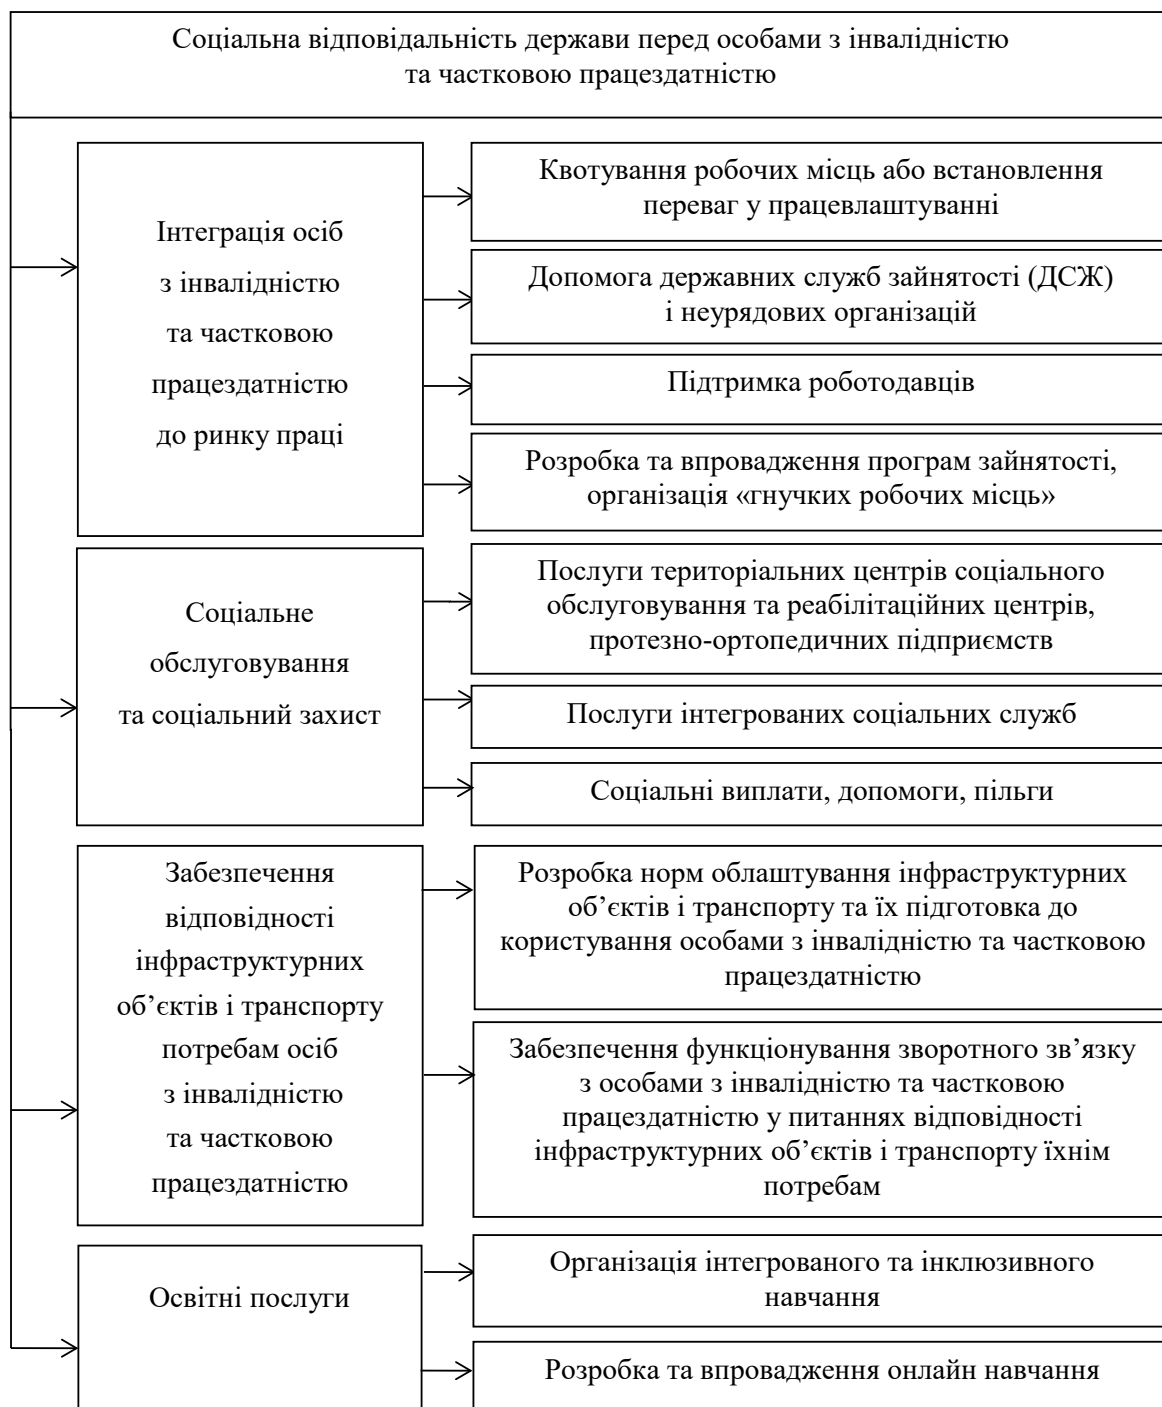 Соціальна відповідальність держави перед особами з інвалідністю
та частковою працездатністю
Інтеграція осіб
з інвалідністю
та частковою
працездатністю
до ринку праці
Квотування робочих місць або встановлення
переваг у працевлаштуванні
Допомога державних служб зайнятості (ДСЖ)
і неурядових організацій
Підтримка роботодавців
Розробка та впровадження програм зайнятості,
організація «гнучких робочих місць»
Соціальне
обслуговування
та соціальний захист
Послуги територіальних центрів соціального
обслуговування та реабілітаційних центрів,
протезно-ортопедичних підприємств
Послуги інтегрованих соціальних служб
Соціальні виплати, допомоги, пільги
Забезпечення
відповідності
інфраструктурних
об’єктів і транспорту
потребам осіб
з інвалідністю
та частковою
працездатністю
Розробка норм облаштування інфраструктурних
об’єктів і транспорту та їх підготовка до
користування особами з інвалідністю та частковою
працездатністю
Забезпечення функціонування зворотного зв’язку
з особами з інвалідністю та частковою
працездатністю у питаннях відповідності
інфраструктурних об’єктів і транспорту їхнім
потребам
Освітні послуги
Організація інтегрованого та інклюзивного
навчання
Розробка та впровадження онлайн навчання